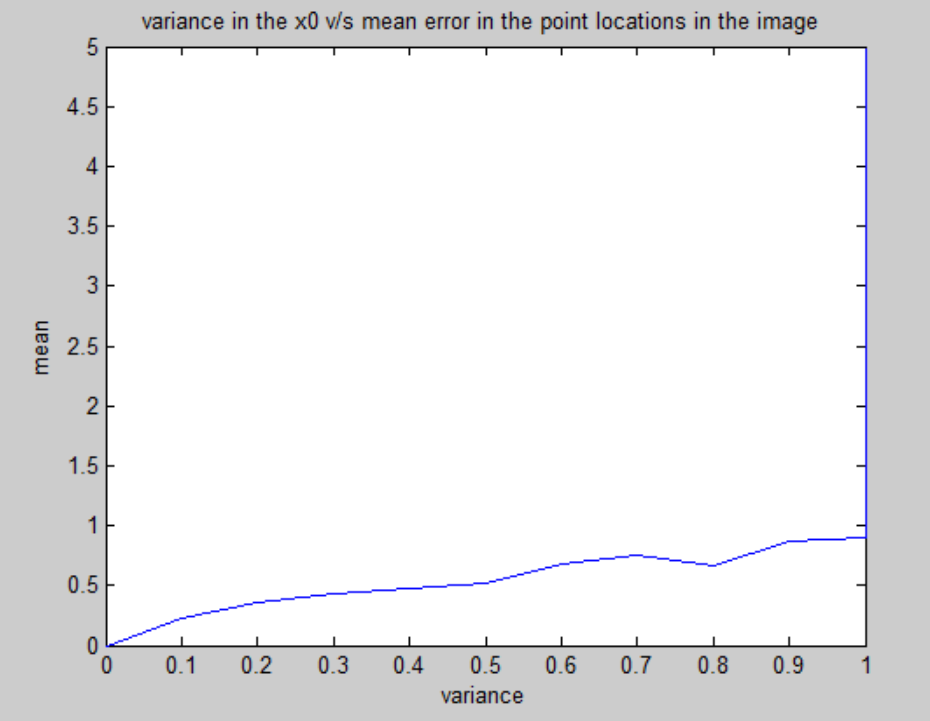 variance in the x0 v/s mean error in the point locations in the image
5
4.5
4
3.5
3
2.5
2
1.5
1
0.5
0
mean
0 0.1 0.2 0.3 0.4 0.5 0.6 0.7 0.8 0.9 1
variance